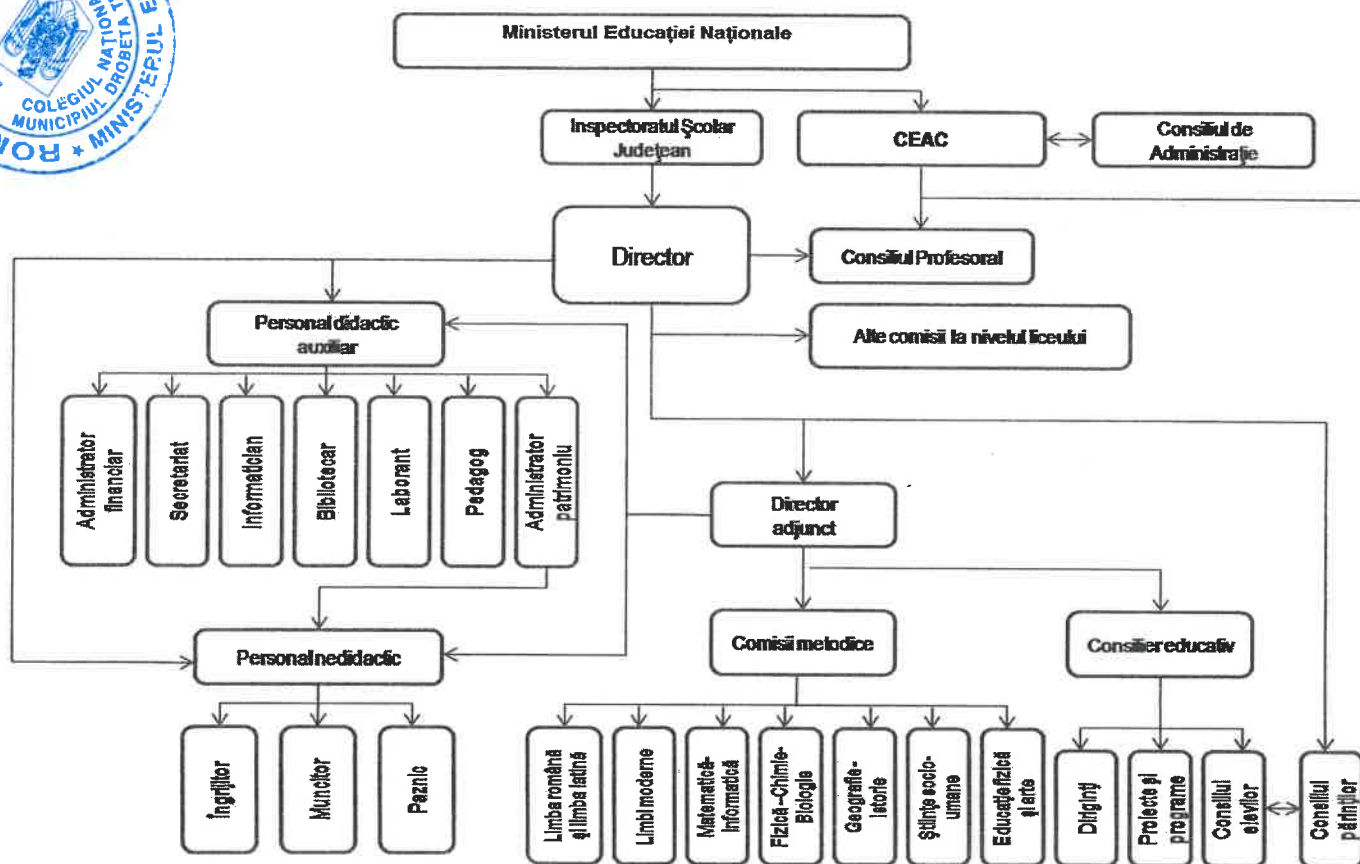 COLEGIUL NAȚIONA
MUNICIPIUL DROBETA T
ROM * MINISTERUL E
Ministerul Educației Naționale
Inspectoratul Școlar
Județean
CEAC
Consiliul de
Administrație
Director
Consiliul Profesoral
Personal didactic
auxiliar
Alte comisii la nivelul liceului
Administrator
financiar
Secretariat
Informatician
Bibliotecar
Laborant
Pedagog
Administrator
patrimoniu
Director
adjunct
Personal nedidactic
Comisii metodice
Consilier educativ
Îngrijitor
Muncitor
Paznic
Limba română
și limba latină
Limbi moderne
Matematică-
Informatică
Fizică –Chimie-
Biologie
Geografie -
Istorie
Științe socio-
umane
Educație fizică
și arte
Diriginți
Proiecte și
programe
Consiliul
elevilor
Consiliul
părinților